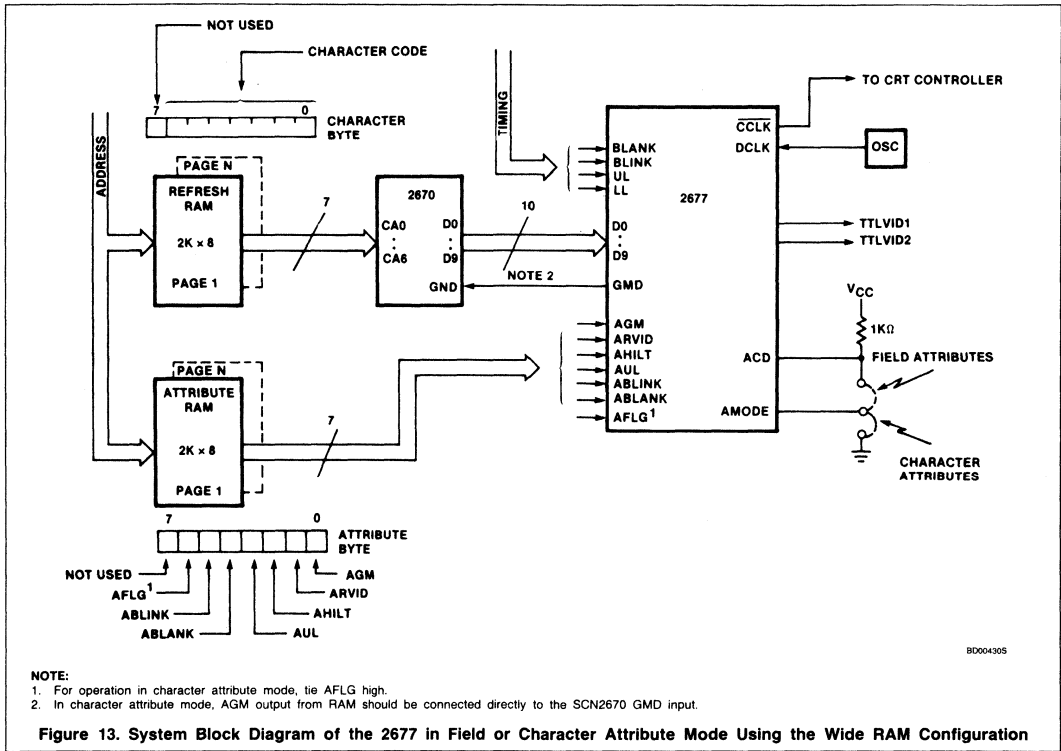 NOT USED
CHARACTER CODE
7
0
CHARACTER
BYTE
ADDRESS
TIMING
PAGE N
REFRESH
RAM
2K × 8
PAGE 1
7
2670
CA0
:
CA6
D0
:
D9
GND
10
NOTE 2
BLANK
BLINK
UL
LL
D0
:
D9
GMD
AGM
ARVID
AHILT
AUL
ABLINK
ABLANK
AFLG1
2677
CCLK
DCLK
ACD
AMODE
TO CRT CONTROLLER
OSC
TTLVID1
TTLVID2
VCC
1KΩ
FIELD ATTRIBUTES
CHARACTER
ATTRIBUTES
PAGE N
ATTRIBUTE
RAM
2K × 8
PAGE 1
7
7
0
ATTRIBUTE
BYTE
NOT USED
AFLG1
ABLINK
ABLANK
AGM
ARVID
AHILT
AUL
BD00430S
NOTE:
1. For operation in character attribute mode, tie AFLG high.
2. In character attribute mode, AGM output from RAM should be connected directly to the SCN2670 GMD input.
Figure 13. System Block Diagram of the 2677 in Field or Character Attribute Mode Using the Wide RAM Configuration